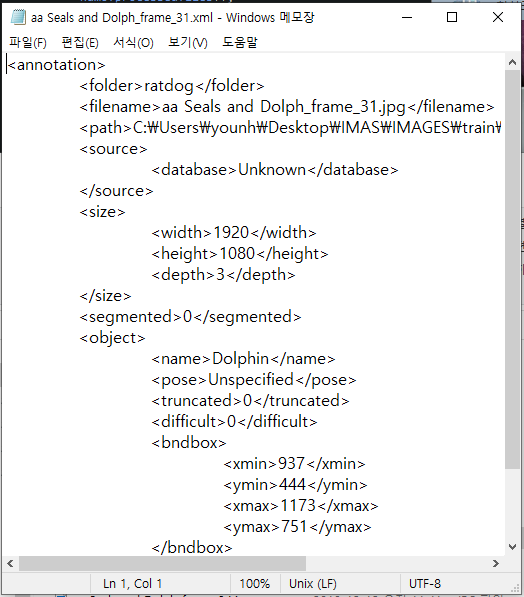 aa Seals and Dolph_frame_31.xml - Windows 메모장
파일(F) 편집(E) 서식(O) 보기(V) 도움말
<annotation>
<folder>ratdog</folder>
<filename>aa Seals and Dolph_frame_31.jpg</filename>
<path>C:₩Users₩younh₩Desktop₩IMAS₩IMAGES₩train₩
<source>
<database>Unknown</database>
</source>
<size>
<width>1920</width>
<height>1080</height>
<depth>3</depth>
</size>
<segmented>0</segmented>
<object>
<name>Dolphin</name>
<pose>Unspecified</pose>
<truncated>0</truncated>
<difficult>0</difficult>
<bndbox>
<xmin>937</xmin>
<ymin>444</ymin>
<xmax>1173</xmax>
<ymax>751</ymax>
</bndbox>
Ln 1, Col 1 100% Unix (LF) UTF-8